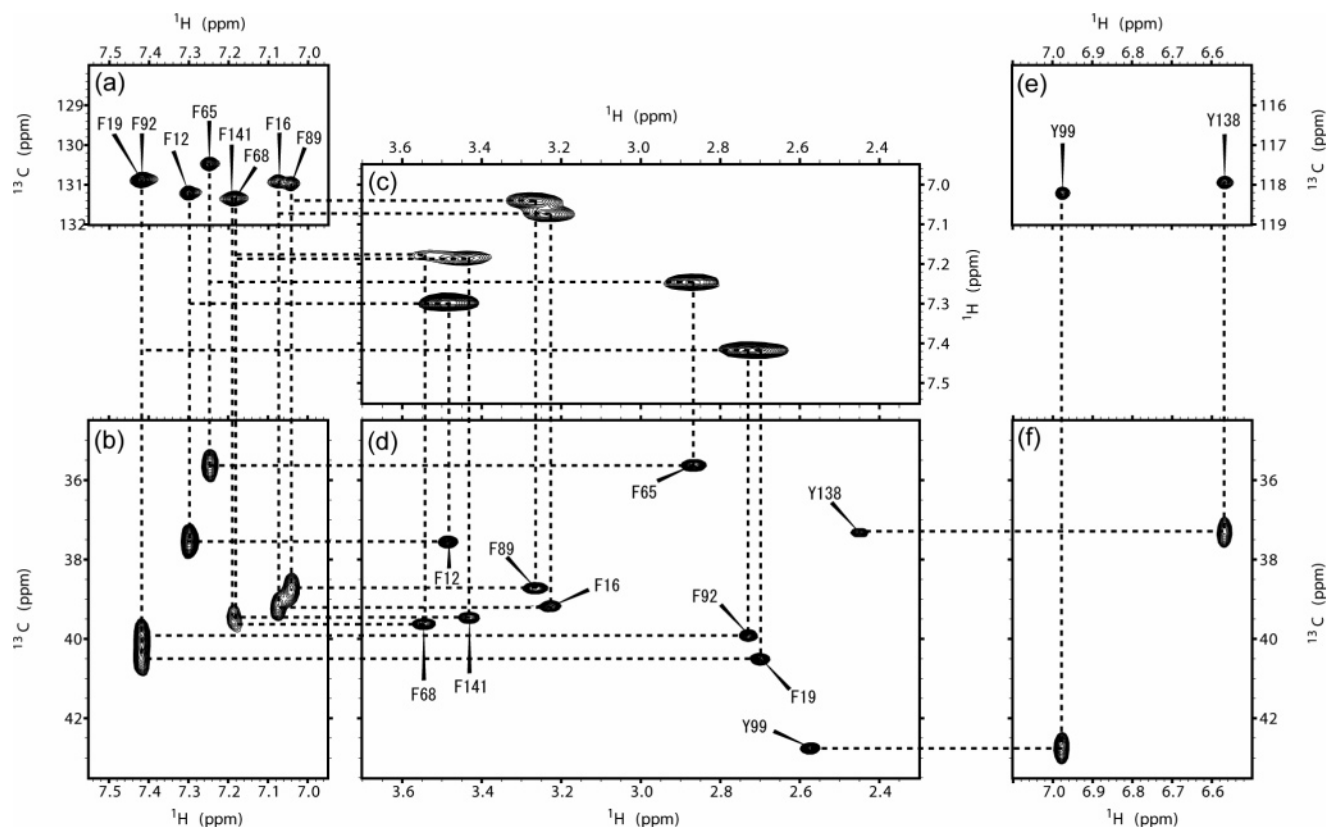 ¹H (ppm)
7.5 7.4 7.3 7.2 7.1 7.0
(a)
F19 F92 F12 F65 F141 F68 F16 F89
129
130
131
132
¹³C (ppm)
¹H (ppm)
3.6 3.4 3.2 3.0 2.8 2.6 2.4
(c)
7.0
7.1
7.2
7.3
7.4
7.5
¹H (ppm)
¹H (ppm)
7.0 6.9 6.8 6.7 6.6
(e)
Y99 Y138
116
117
118
119
¹³C (ppm)
(b)
36
38
40
42
¹³C (ppm)
7.5 7.4 7.3 7.2 7.1 7.0
¹H (ppm)
(d)
F65
Y138
F12
F89
F16
F92
F68
F141
F19
Y99
3.6 3.4 3.2 3.0 2.8 2.6 2.4
¹H (ppm)
(f)
36
38
40
42
¹³C (ppm)
7.0 6.9 6.8 6.7 6.6
¹H (ppm)